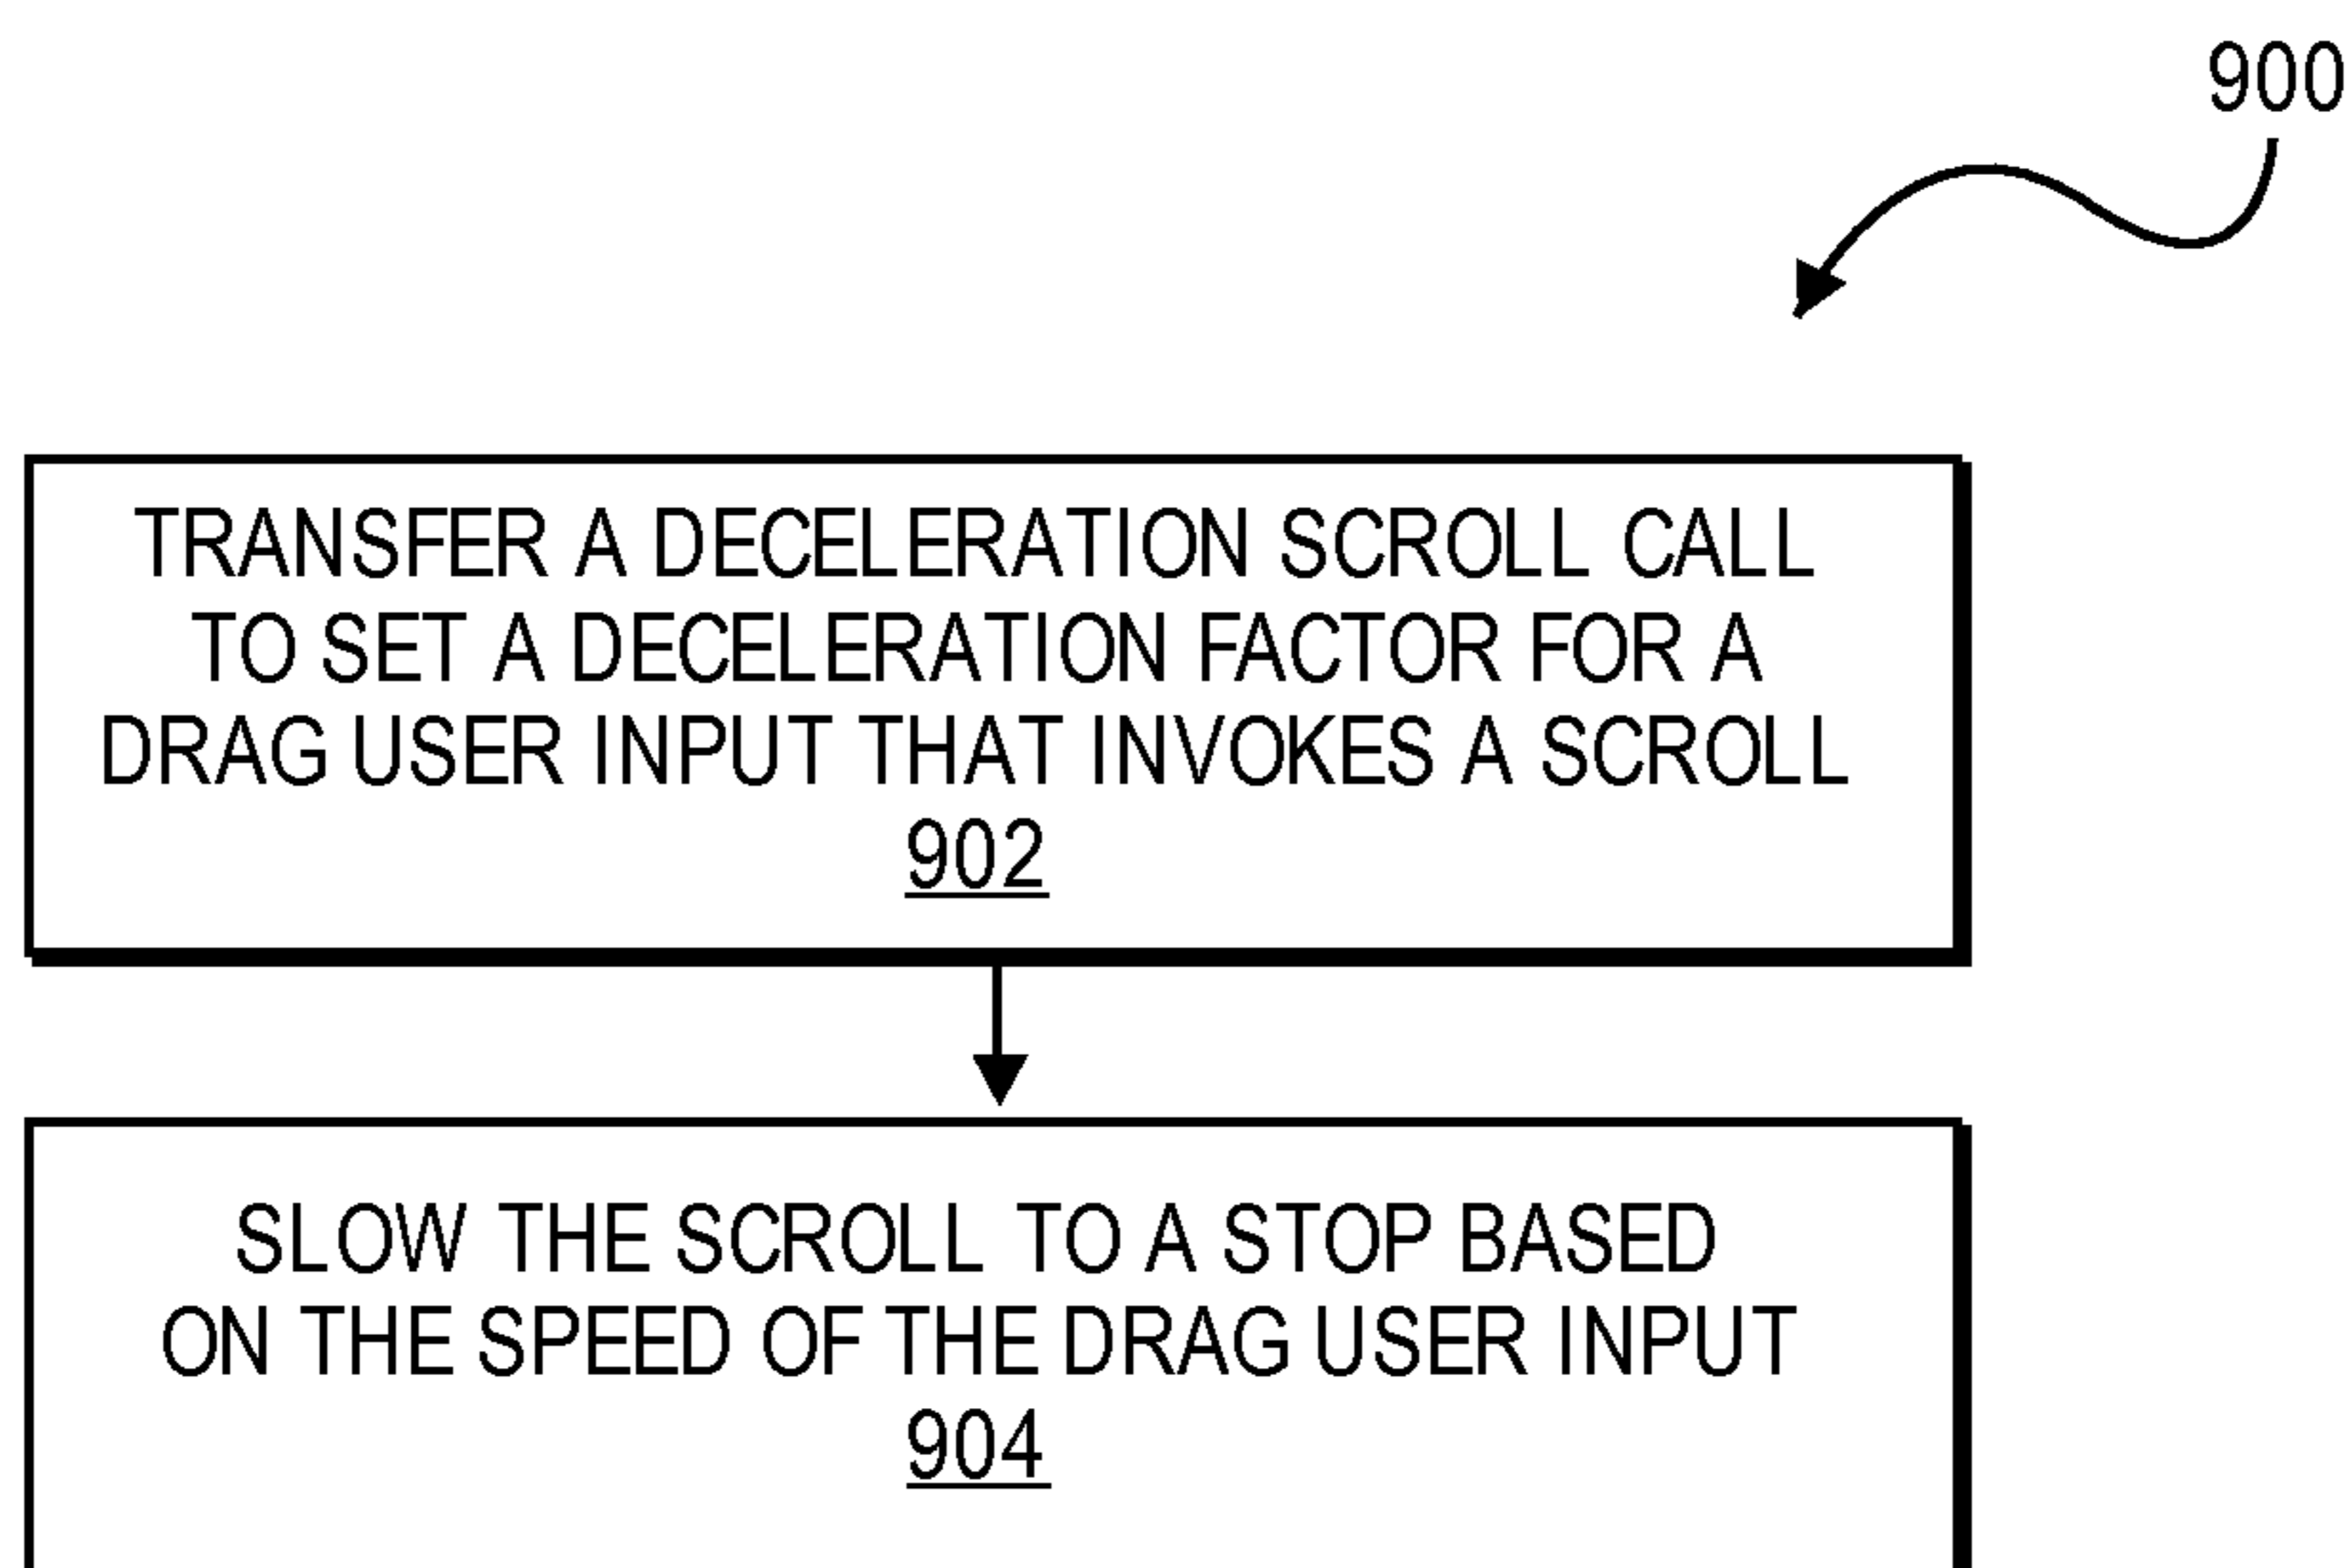 900
TRANSFER A DECELERATION SCROLL CALL
TO SET A DECELERATION FACTOR FOR A
DRAG USER INPUT THAT INVOKES A SCROLL
902
SLOW THE SCROLL TO A STOP BASED
ON THE SPEED OF THE DRAG USER INPUT
904